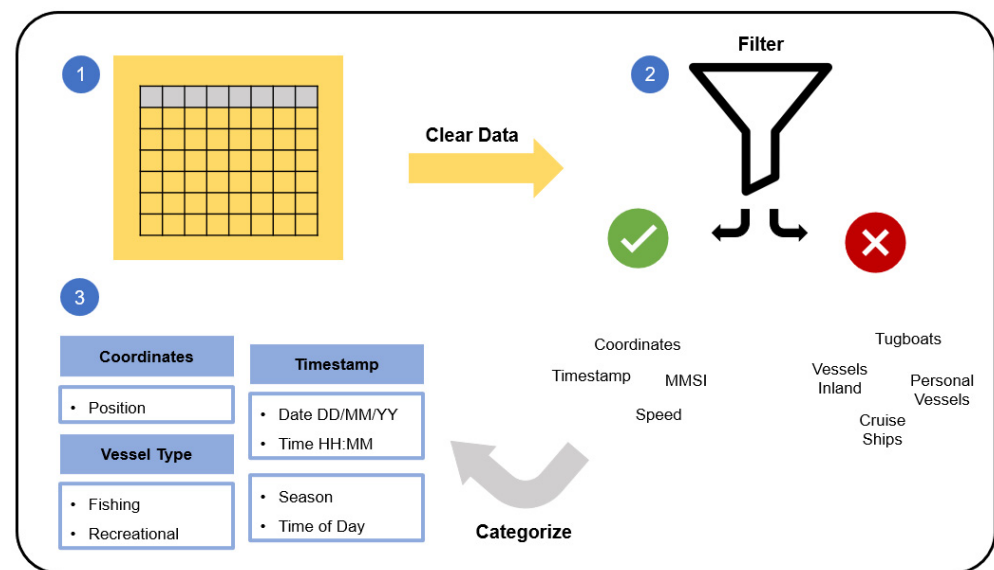 1
Clear Data
2
Filter
Coordinates
Timestamp
MMSI
Speed
Tugboats
Vessels
Inland
Personal
Vessels
Cruise
Ships
Categorize
3
Coordinates
• Position
Vessel Type
• Fishing
• Recreational
Timestamp
• Date DD/MM/YY
• Time HH:MM
• Season
• Time of Day